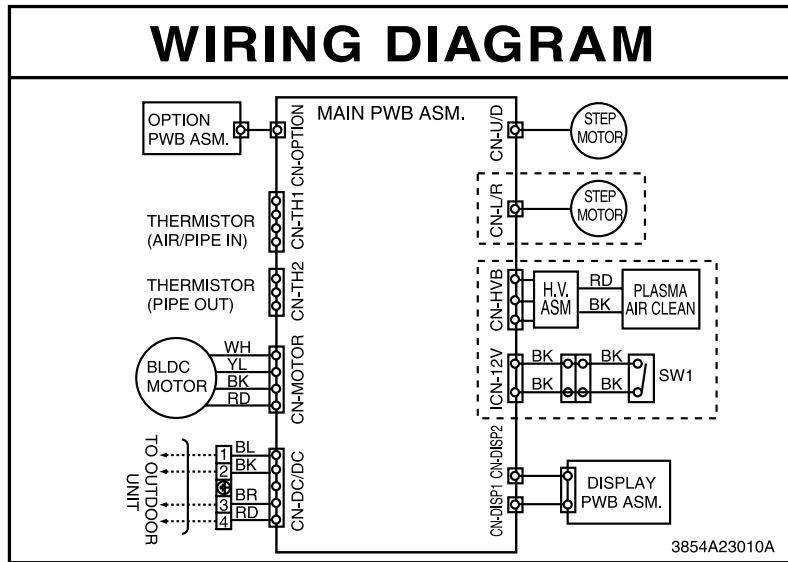 WIRING DIAGRAM
MAIN PWB ASM.
OPTION
PWB ASM.
CN-OPTION
THERMISTOR
(AIR/PIPE IN)
CN-TH1
THERMISTOR
(PIPE OUT)
CN-TH2
BLDC
MOTOR
WH
YL
BK
RD
CN-MOTOR
TO OUTDOOR
UNIT
1 BL
2 BK
3 BR
4 RD
CN-DC/DC
CN-U/D
STEP
MOTOR
CN-L/R
STEP
MOTOR
CN-HVB
H.V.
ASM
RD
BK
PLASMA
AIR CLEAN
ICN-12V
BK BK
BK BK
SW1
CN-DISP1 CN-DISP2
DISPLAY
PWB ASM.
3854A23010A